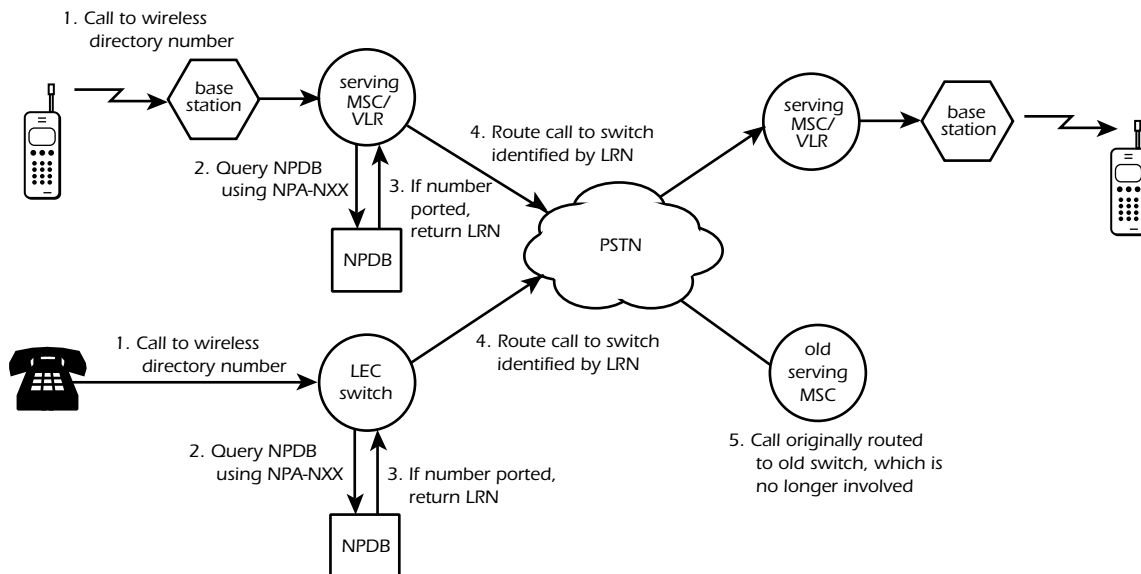 1. Call to wireless
directory number
base
station
serving
MSC/
VLR
2. Query NPDB
using NPA-NXX
3. If number
ported,
return LRN
NPDB
4. Route call to switch
identified by LRN
PSTN
serving
MSC/
VLR
base
station
1. Call to wireless
directory number
LEC
switch
2. Query NPDB
using NPA-NXX
3. If number ported,
return LRN
NPDB
4. Route call to switch
identified by LRN
old
serving
MSC
5. Call originally routed
to old switch, which is
no longer involved